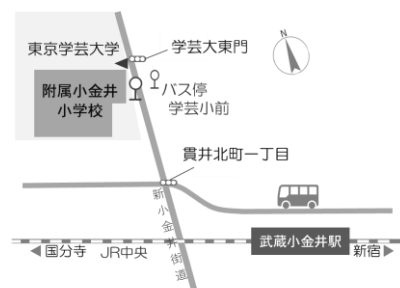 N
東京学芸大学
学芸大東門
附属小金井
小学校
バス停
学芸小前
貫井北町一丁目
新小金井街道
武蔵小金井駅
国分寺
JR中央
新宿